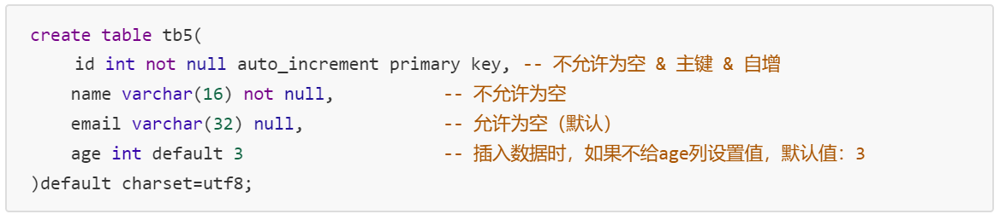 create table tb5(
    id int not null auto_increment primary key, -- 不允许为空 & 主键 & 自增
    name varchar(16) not null,           -- 不允许为空
    email varchar(32) null,              -- 允许为空（默认）
    age int default 3                    -- 插入数据时，如果不给age列设置值，默认值：3
)default charset=utf8;